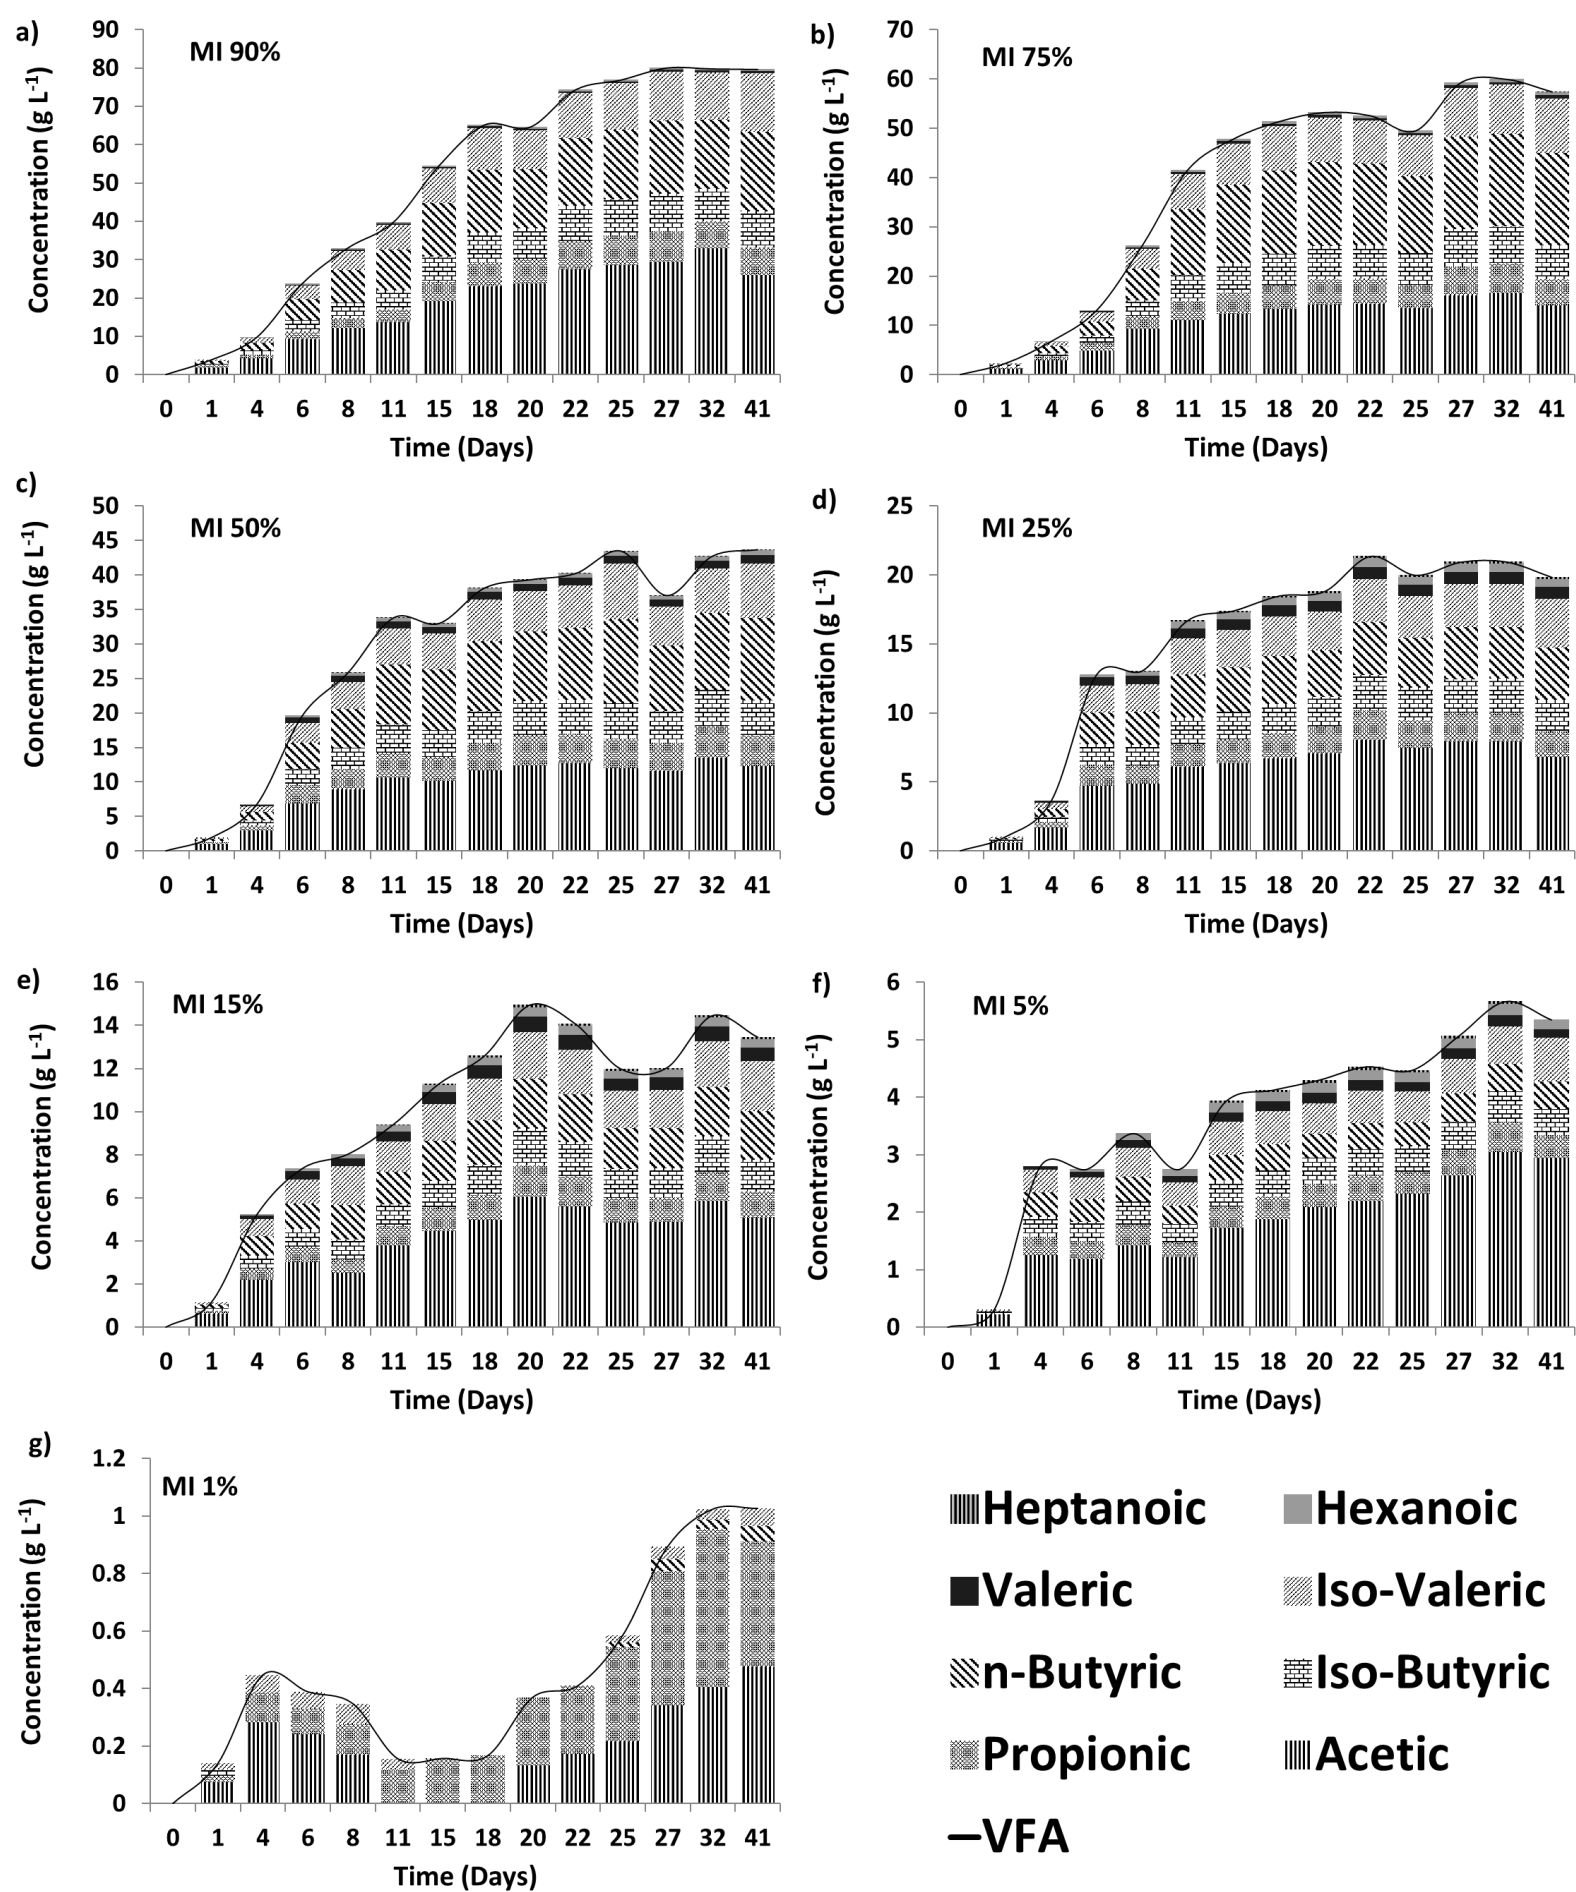 a)
MI 90%
Concentration (g L-1)
90
80
70
60
50
40
30
20
10
0
0 1 4 6 8 11 15 18 20 22 25 27 32 41
Time (Days)
b)
MI 75%
Concentration (g L-1)
70
60
50
40
30
20
10
0
0 1 4 6 8 11 15 18 20 22 25 27 32 41
Time (Days)
c)
MI 50%
Concentration (g L-1)
50
45
40
35
30
25
20
15
10
5
0
0 1 4 6 8 11 15 18 20 22 25 27 32 41
Time (Days)
d)
MI 25%
Concentration (g L-1)
25
20
15
10
5
0
0 1 4 6 8 11 15 18 20 22 25 27 32 41
Time (Days)
e)
MI 15%
Concentration (g L-1)
16
14
12
10
8
6
4
2
0
0 1 4 6 8 11 15 18 20 22 25 27 32 41
Time (Days)
f)
MI 5%
Concentration (g L-1)
6
5
4
3
2
1
0
0 1 4 6 8 11 15 18 20 22 25 27 32 41
Time (Days)
g)
MI 1%
Concentration (g L-1)
1.2
1
0.8
0.6
0.4
0.2
0
0 1 4 6 8 11 15 18 20 22 25 27 32 41
Time (Days)
Heptanoic Hexanoic
Valeric Iso-Valeric
n-Butyric Iso-Butyric
Propionic Acetic
VFA